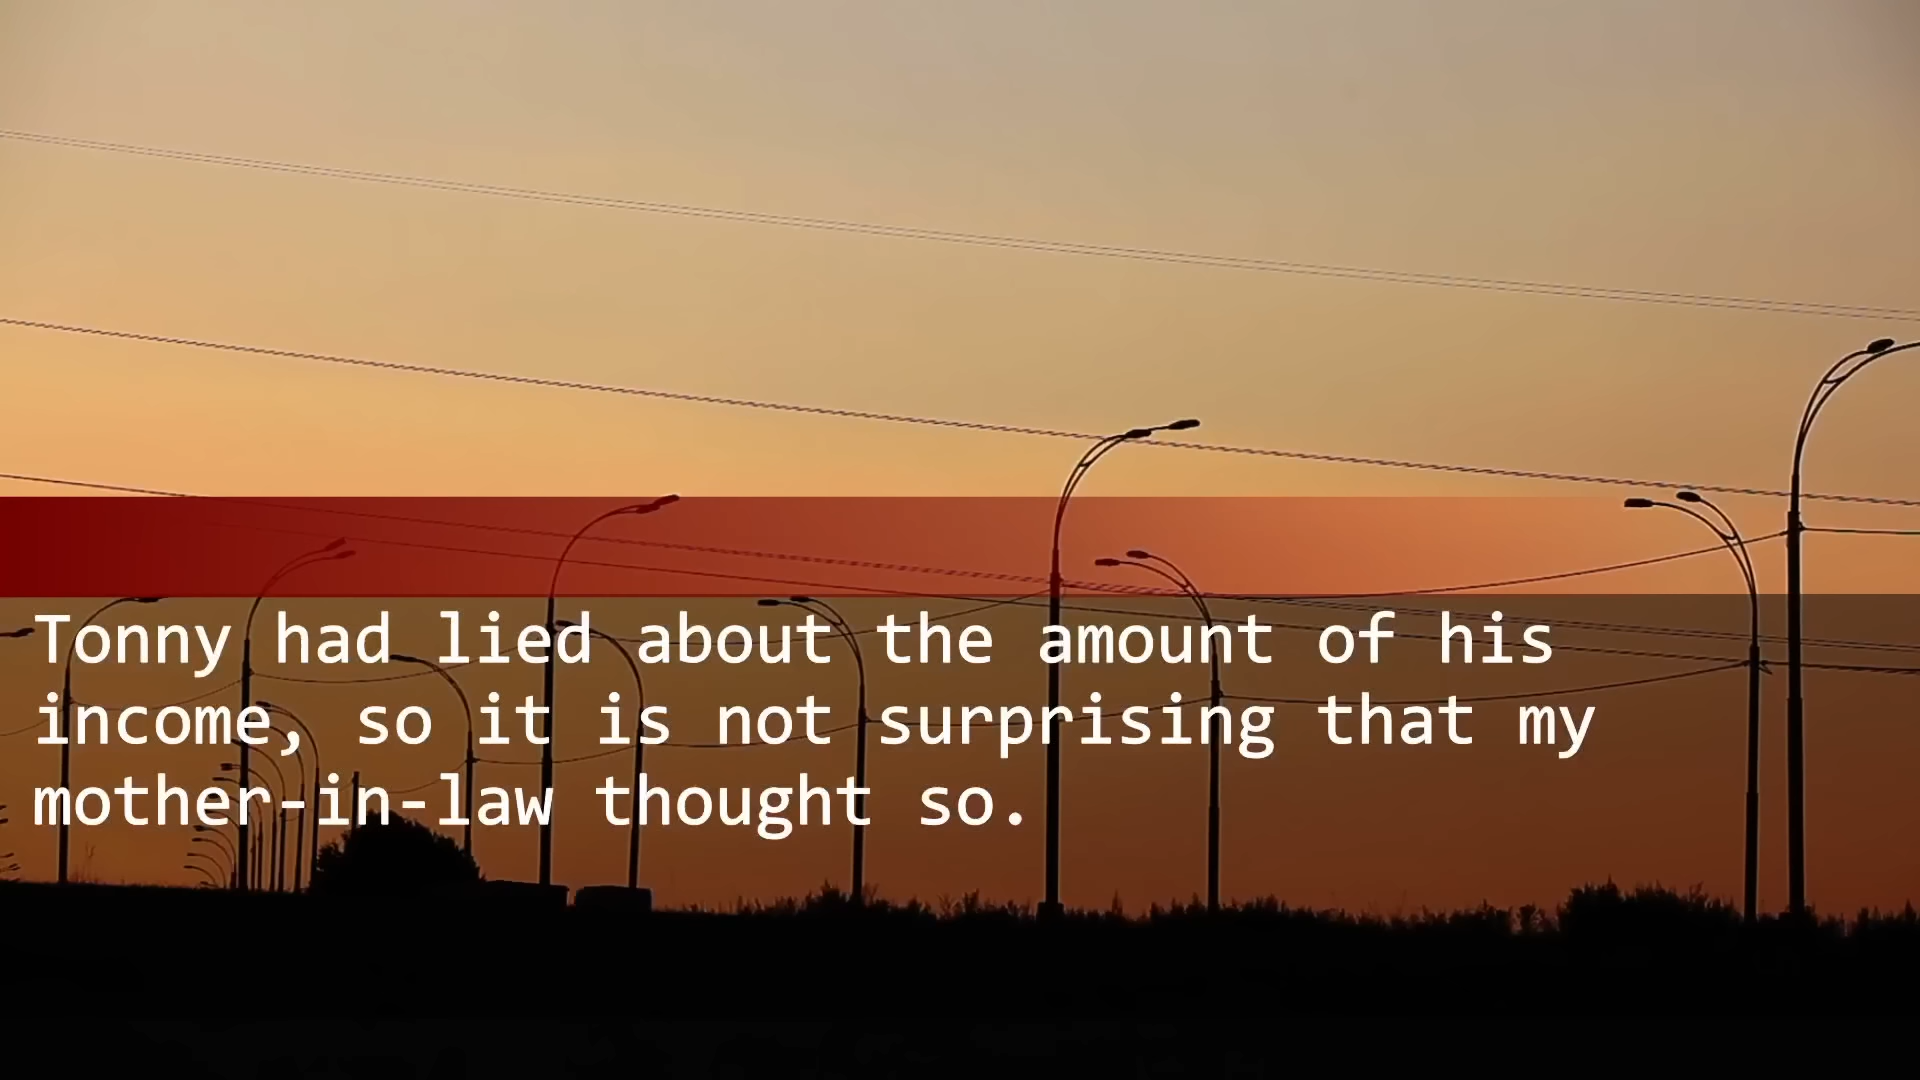 Tonny had lied about the amount of his
income, so it is not surprising that my
mother-in-law thought so.